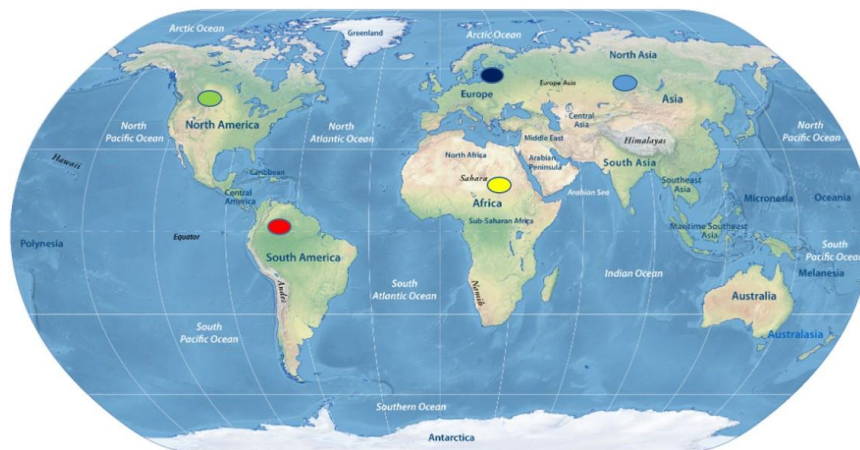 Arctic Ocean
Greenland
Arctic Ocean
North Asia
Europe Asia
Europe
Asia
North
Pacific Ocean
North America
North
Atlantic Ocean
Central
Asia
North
Pacific Ocean
Middle East
Himalayas
Hawaii
North Africa
Arabian
Peninsula
South Asia
Caribbean
Sahara
Southeast
Asia
Central
America
Arabian Sea
Micronesia
Oceania
Africa
Sub-Saharan Africa
Maritime Southeast
Asia
Polynesia
Equator
South America
South
Pacific Ocean
Melanesia
Indian Ocean
South
Atlantic Ocean
Andes
Namib
Australia
South
Pacific Ocean
Australasia
Southern Ocean
Antarctica